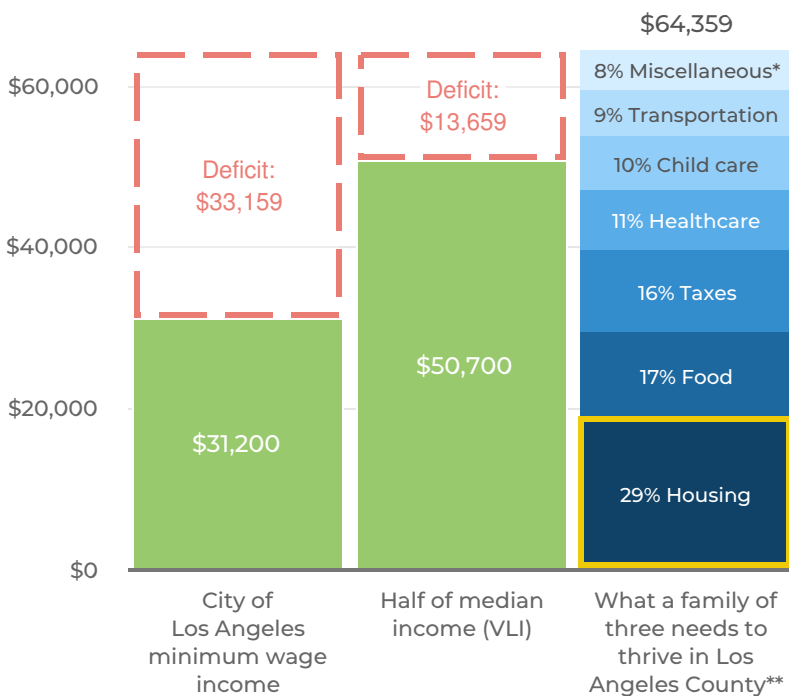 $64,359
$60,000
$40,000
$20,000
$0
Deficit:
$33,159
$31,200
Deficit:
$13,659
$50,700
8% Miscellaneous*
9% Transportation
10% Child care
11% Healthcare
16% Taxes
17% Food
29% Housing
City of
Los Angeles
minimum wage
income
Half of median
income (VLI)
What a family of
three needs to
thrive in Los
Angeles County**